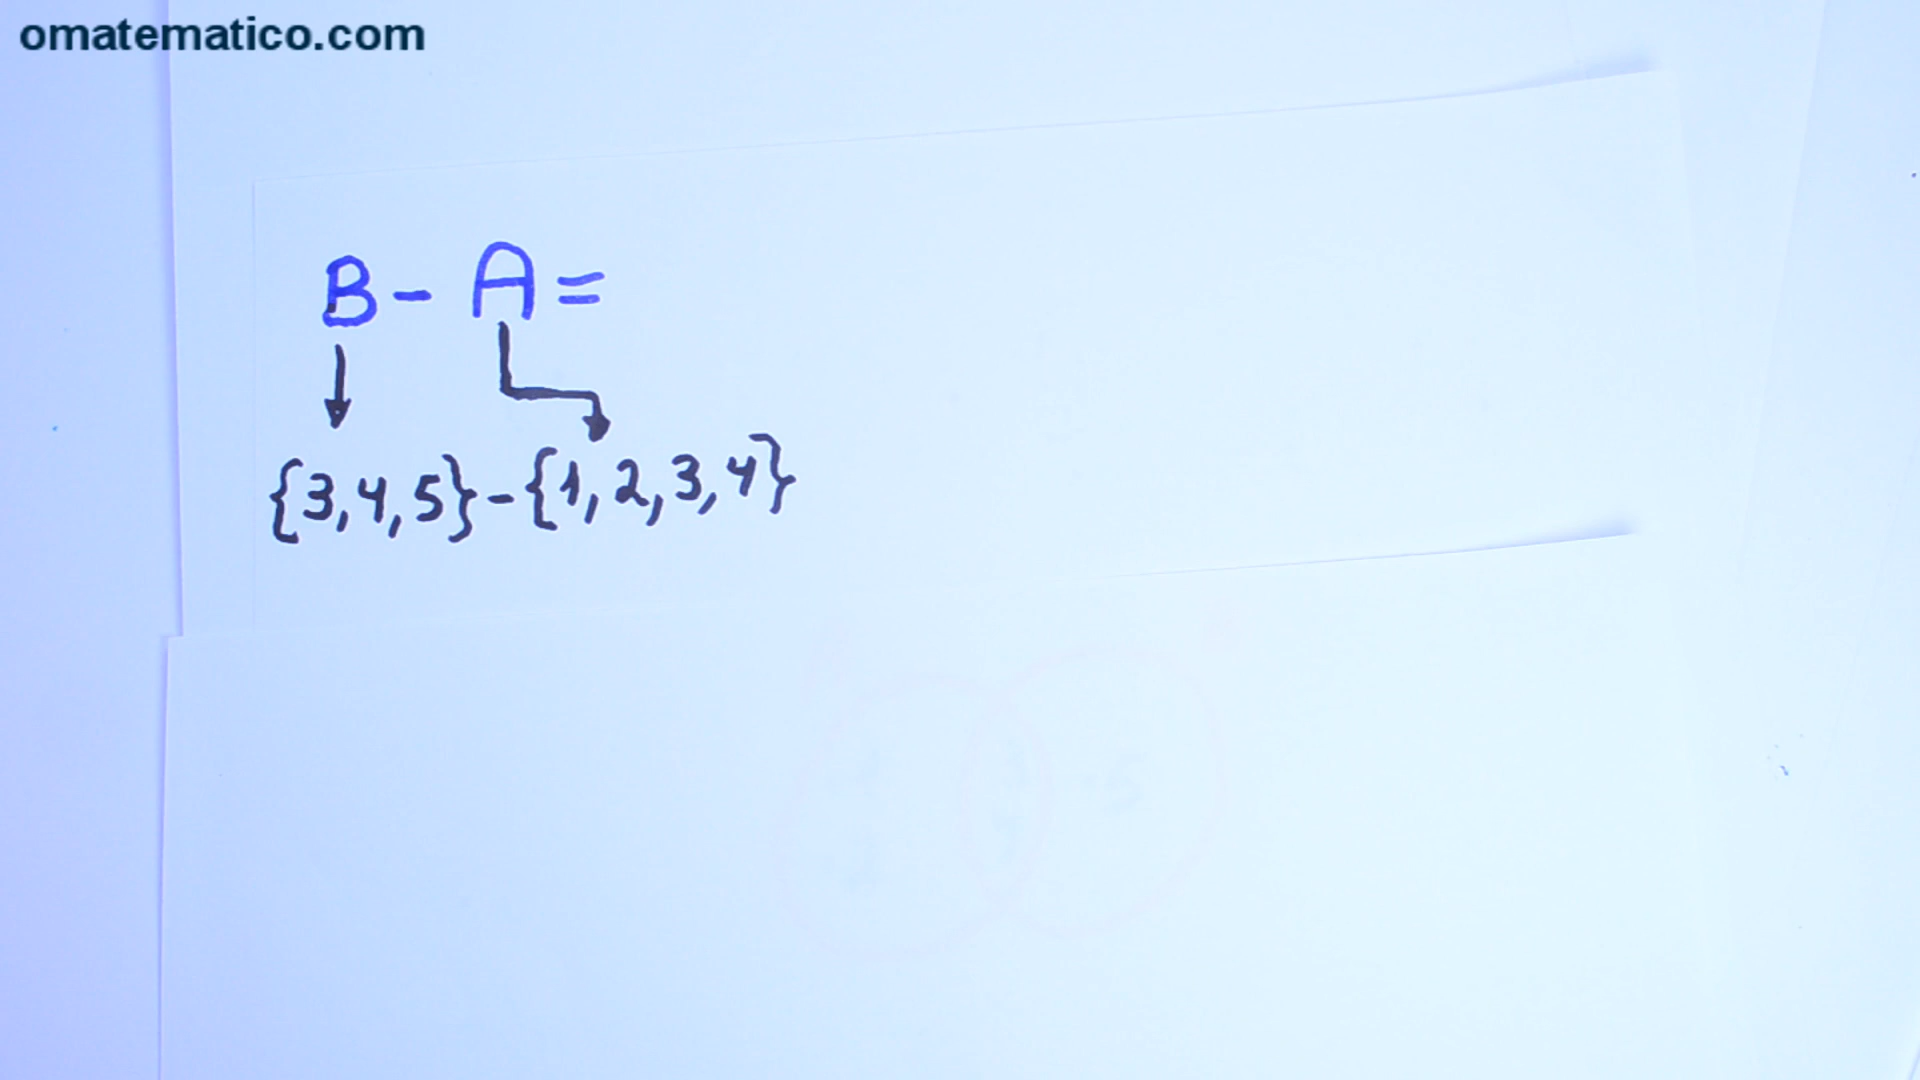 omatematico.com
B - A =
{3,4,5} - {1,2,3,4}